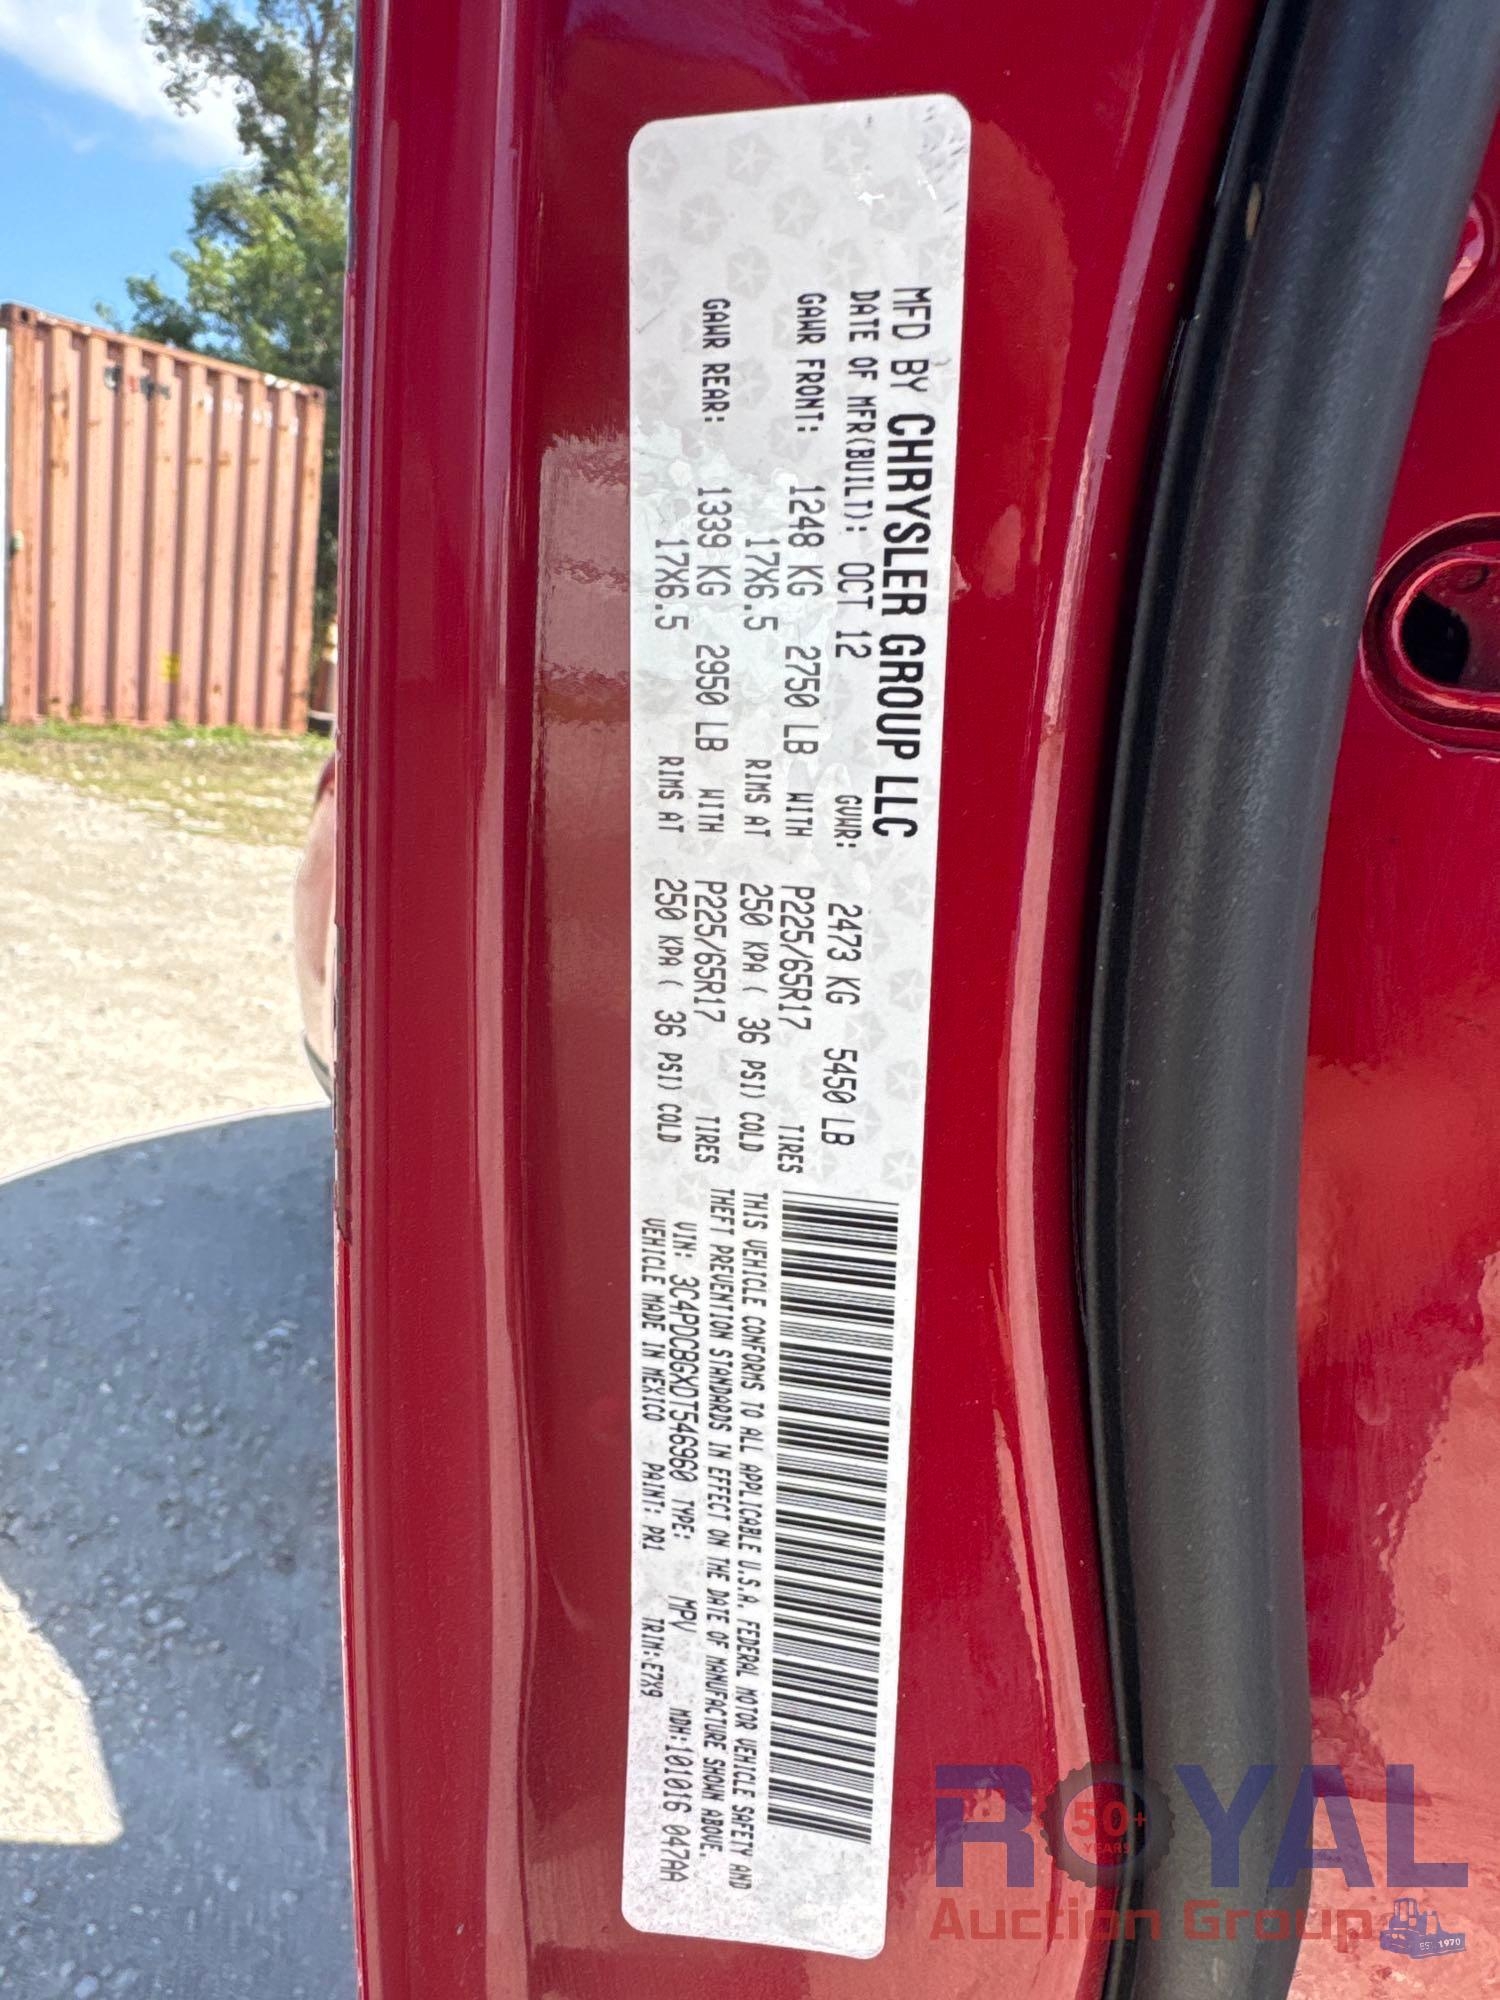 MFD BY CHRYSLER GROUP LLC
DATE OF MFR(BUILT): OCT 12 GVWR: 2473 KG 5450 LB
GAWR FRONT: 1248 KG 2750 LB WITH P225/65R17 TIRES
17X6.5 RIMS AT 250 KPA ( 36 PSI) COLD
GAWR REAR: 1339 KG 2950 LB WITH P225/65R17 TIRES
17X6.5 RIMS AT 250 KPA ( 36 PSI) COLD
THIS VEHICLE CONFORMS TO ALL APPLICABLE U.S.A. FEDERAL MOTOR VEHICLE SAFETY AND
THEFT PREVENTION STANDARDS IN EFFECT ON THE DATE OF MANUFACTURE SHOWN ABOVE.
VIN: 3C4PDCBGXDT546960 TYPE: MPV MDH:101016 047AA
VEHICLE MADE IN MEXICO PAINT: PR1 TRIM:E7X9
ROYAL
50+
YEARS
Auction Group
EST 1970